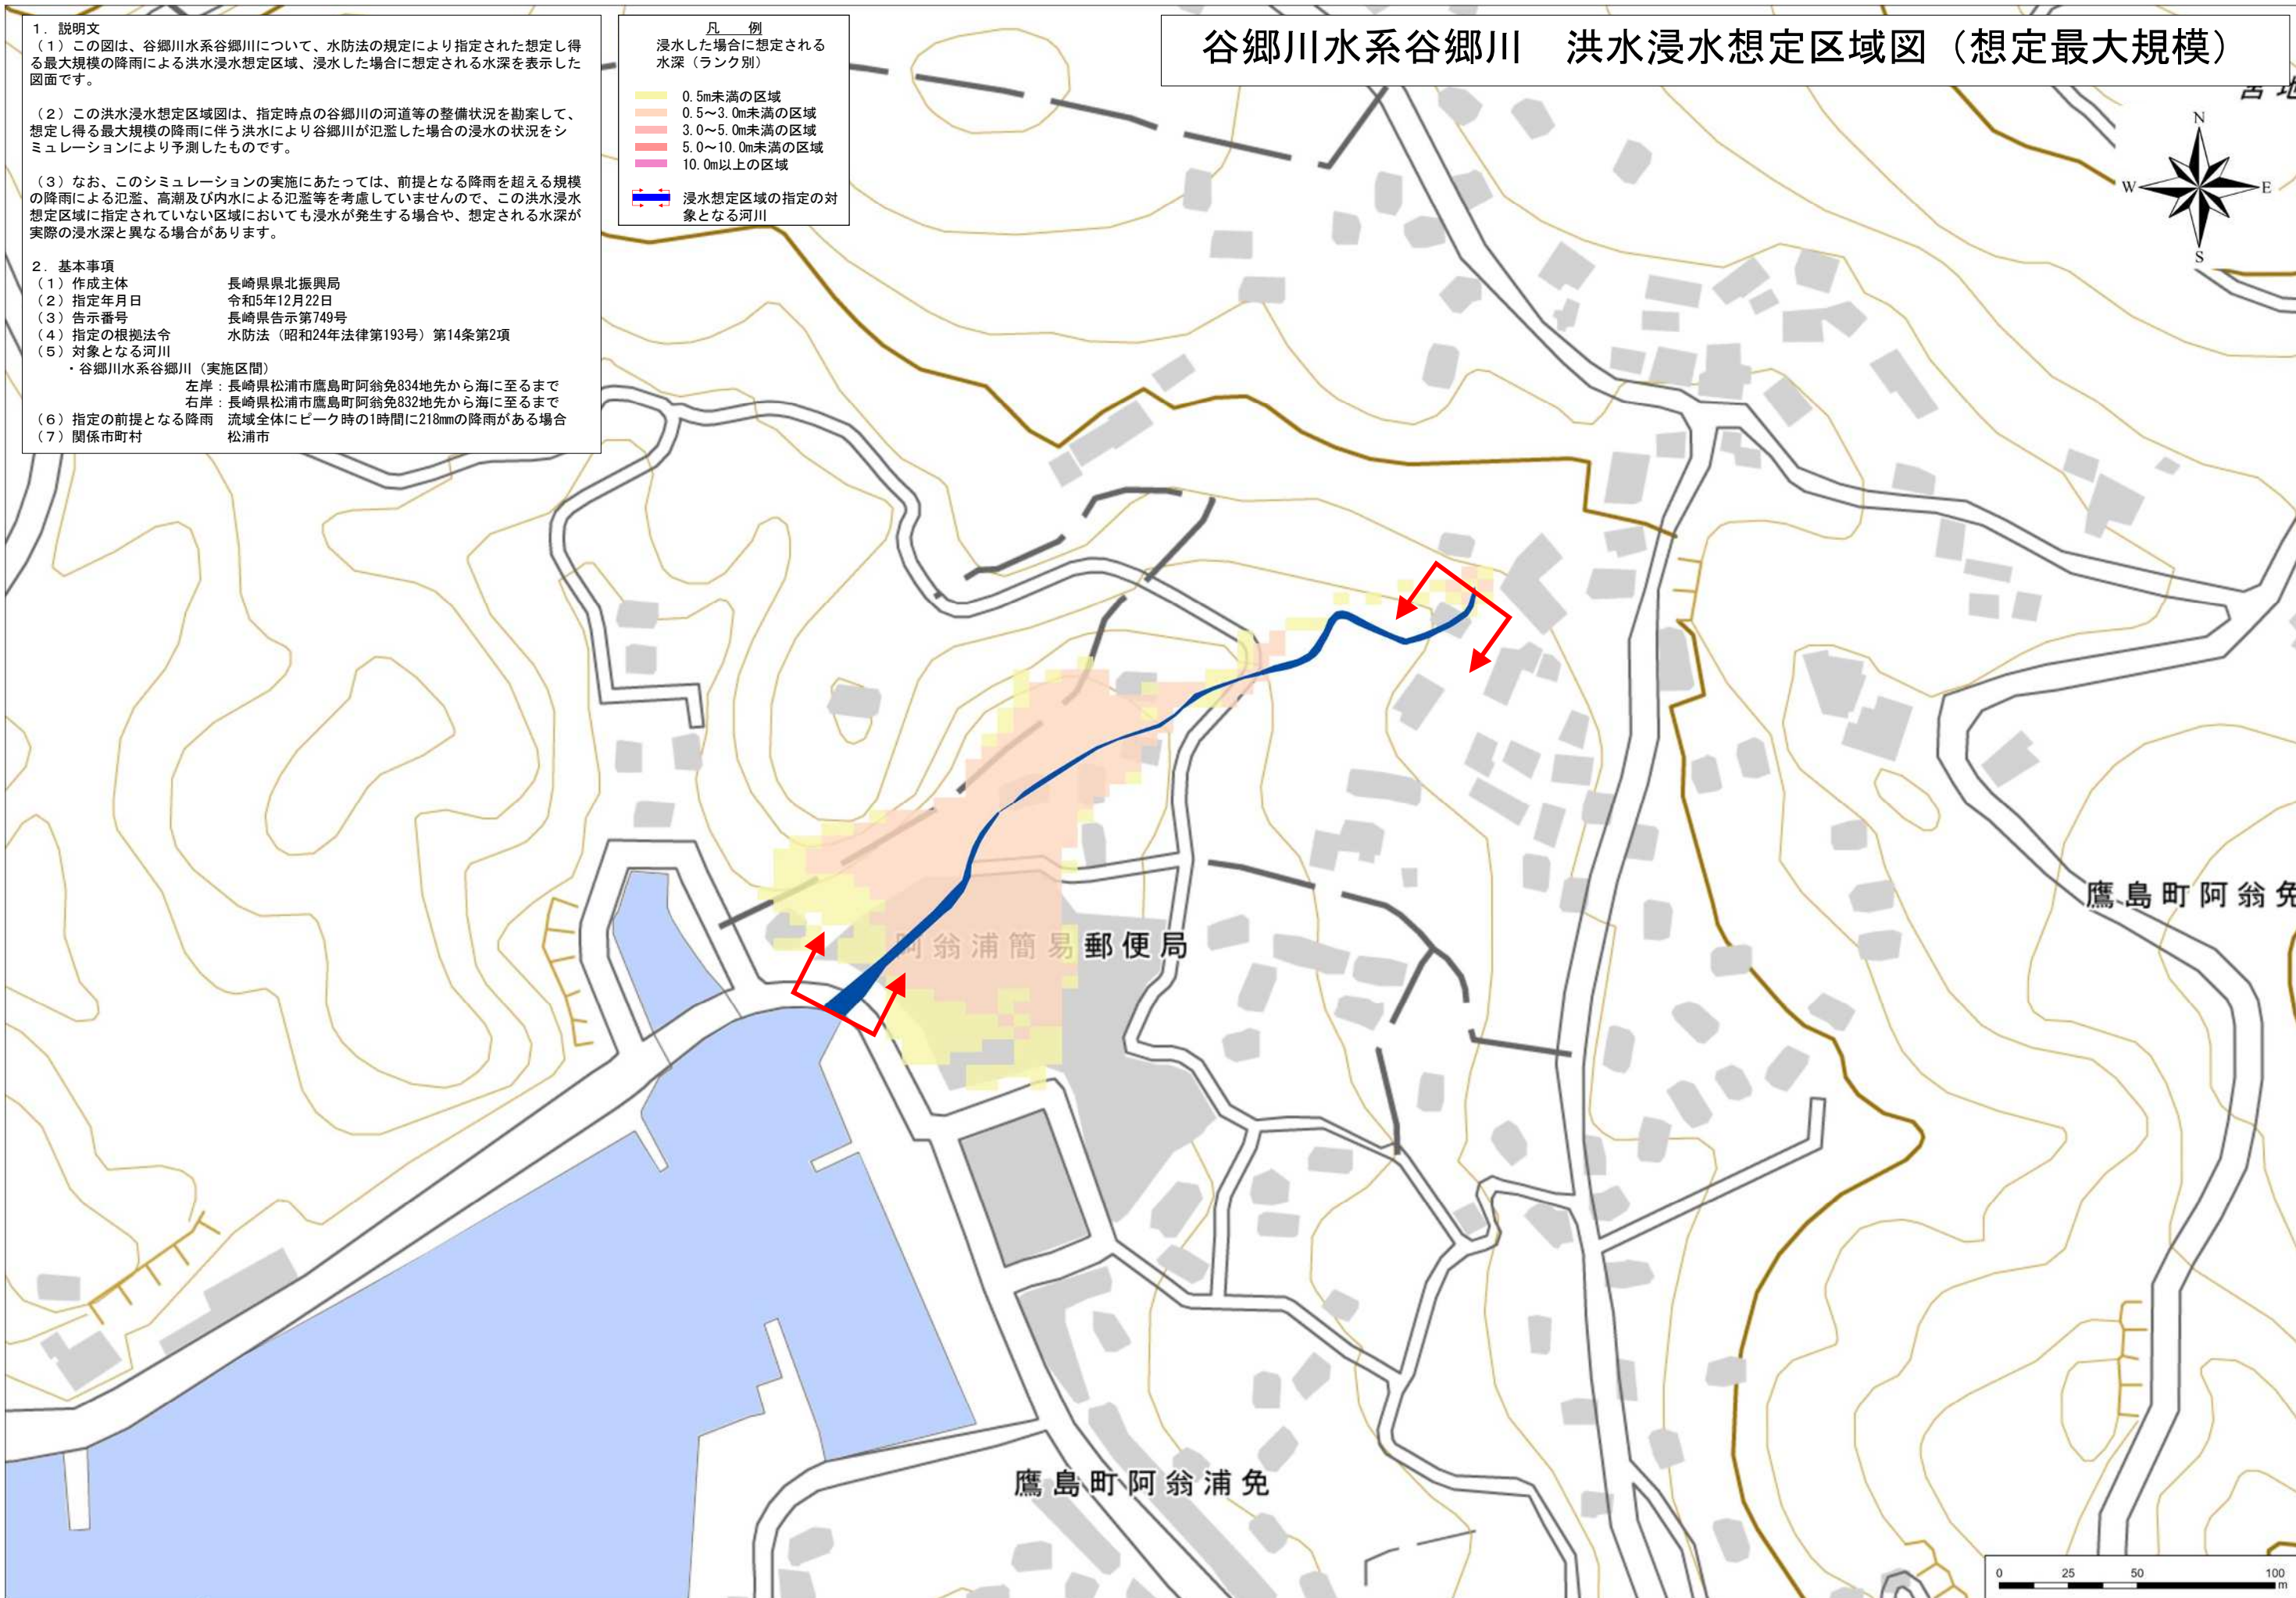 谷郷川水系谷郷川　洪水浸水想定区域図（想定最大規模）
1．説明文
（1）この図は、谷郷川水系谷郷川について、水防法の規定により指定された想定し得
る最大規模の降雨による洪水浸水想定区域、浸水した場合に想定される水深を表示した
図面です。
（2）この洪水浸水想定区域図は、指定時点の谷郷川の河道等の整備状況を勘案して、
想定し得る最大規模の降雨に伴う洪水により谷郷川が氾濫した場合の浸水の状況をシ
ミュレーションにより予測したものです。
（3）なお、このシミュレーションの実施にあたっては、前提となる降雨を超える規模
の降雨による氾濫、高潮及び内水による氾濫等を考慮していませんので、この洪水浸水
想定区域に指定されていない区域においても浸水が発生する場合や、想定される水深が
実際の浸水深と異なる場合があります。
2．基本事項
（1）作成主体　長崎県県北振興局
（2）指定年月日　令和5年12月22日
（3）告示番号　長崎県告示第749号
（4）指定の根拠法令　水防法（昭和24年法律第193号）第14条第2項
（5）対象となる河川
・谷郷川水系谷郷川（実施区間）
左岸：長崎県松浦市鷹島町阿翁免834地先から海に至るまで
右岸：長崎県松浦市鷹島町阿翁免832地先から海に至るまで
（6）指定の前提となる降雨　流域全体にピーク時の1時間に218mmの降雨がある場合
（7）関係市町村　松浦市
凡　例
浸水した場合に想定される
水深（ランク別）
0.5m未満の区域
0.5～3.0m未満の区域
3.0～5.0m未満の区域
5.0～10.0m未満の区域
10.0m以上の区域
浸水想定区域の指定の対
象となる河川
N
W
E
S
鷹島町阿翁免
阿翁浦簡易郵便局
鷹島町阿翁浦免
0 25 50 100
m